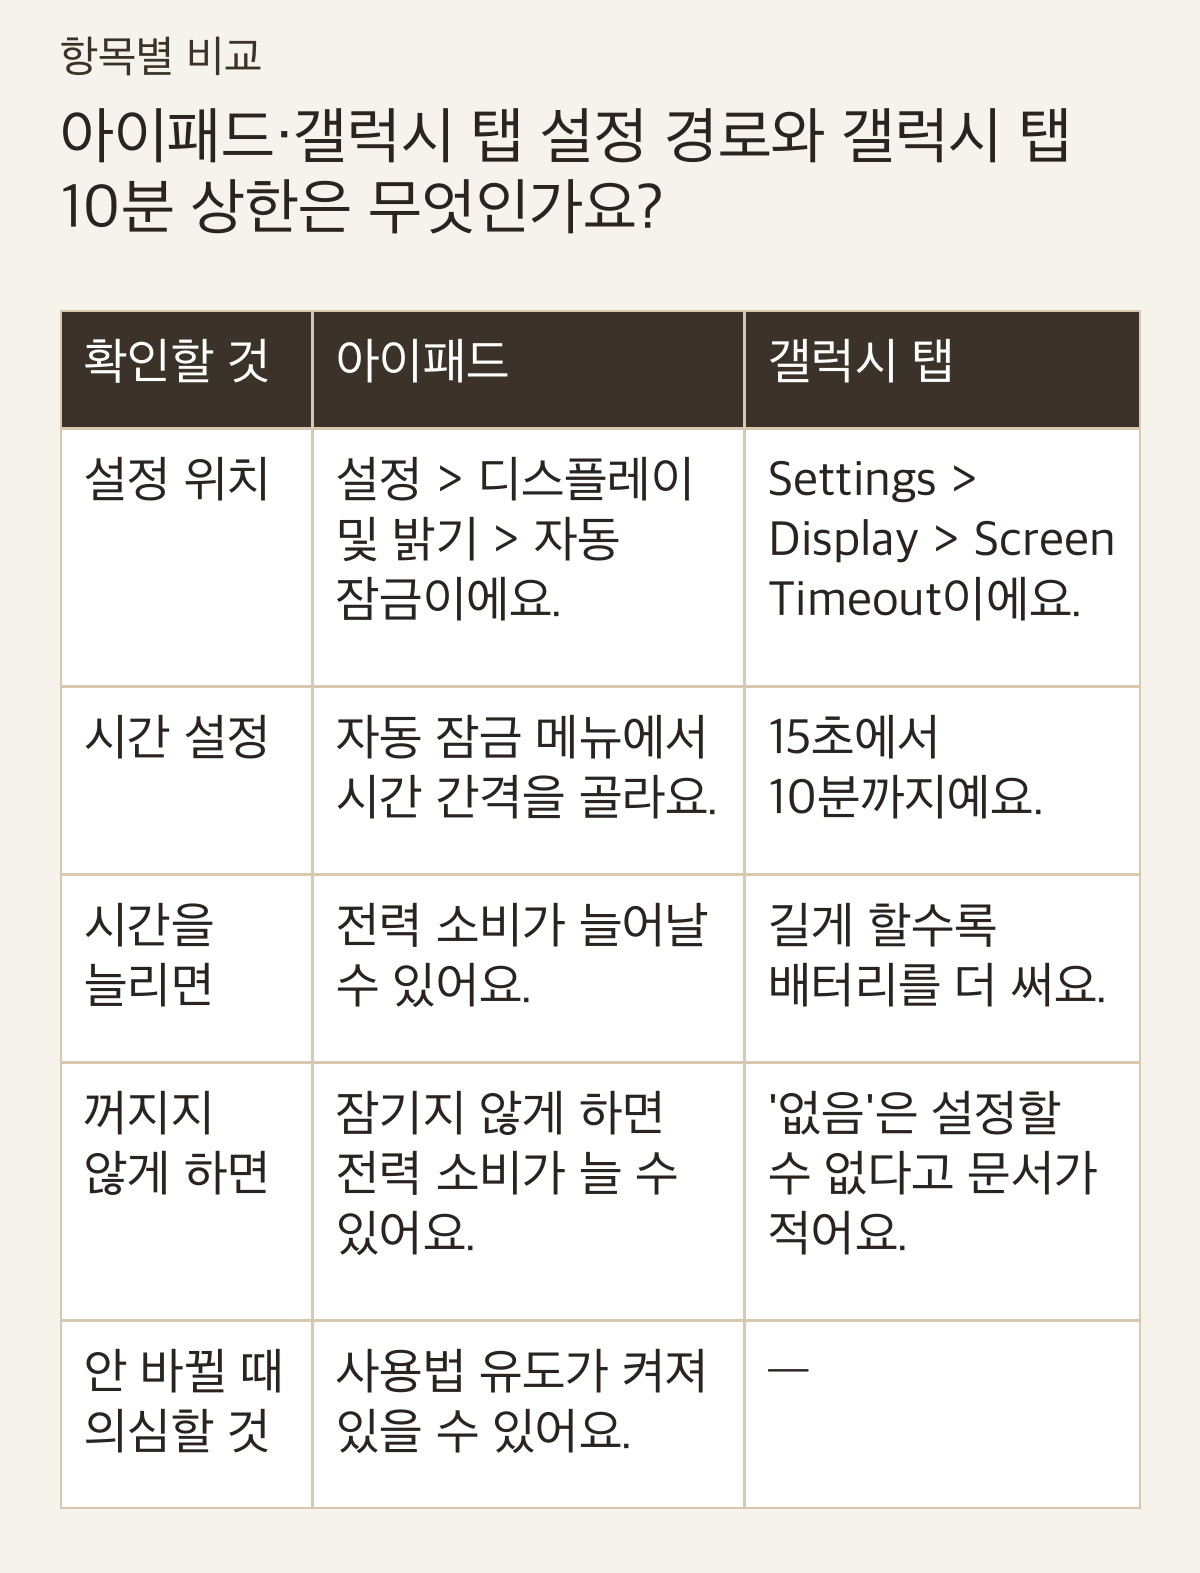 항목별 비교
아이패드·갤럭시 탭 설정 경로와 갤럭시 탭
10분 상한은 무엇인가요?
확인할 것
아이패드
갤럭시 탭
설정 위치
설정 > 디스플레이
및 밝기 > 자동
잠금이에요.
Settings >
Display > Screen
Timeout이에요.
시간 설정
자동 잠금 메뉴에서
시간 간격을 골라요.
15초에서
10분까지예요.
시간을
늘리면
전력 소비가 늘어날
수 있어요.
길게 할수록
배터리를 더 써요.
꺼지지
않게 하면
잠기지 않게 하면
전력 소비가 늘 수
있어요.
'없음'은 설정할
수 없다고 문서가
적어요.
안 바뀔 때
의심할 것
사용법 유도가 켜져
있을 수 있어요.
—